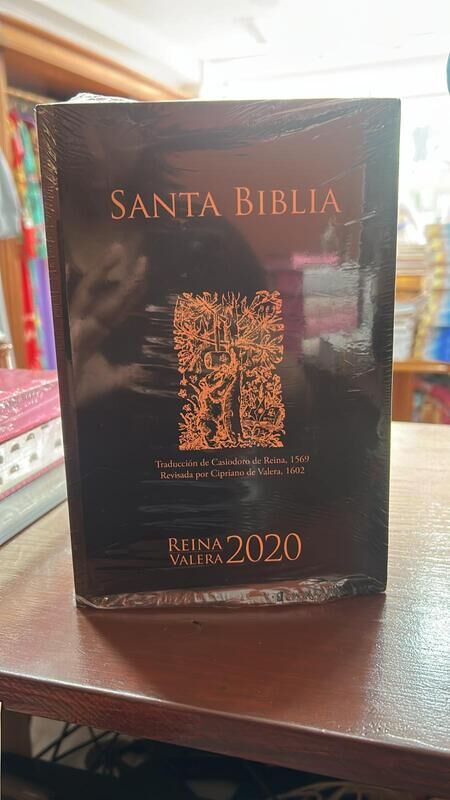 SANTA BIBLIA
Traducción de Casiodoro de Reina, 1569
Revisada por Cipriano de Valera, 1602
REINA
VALERA 2020